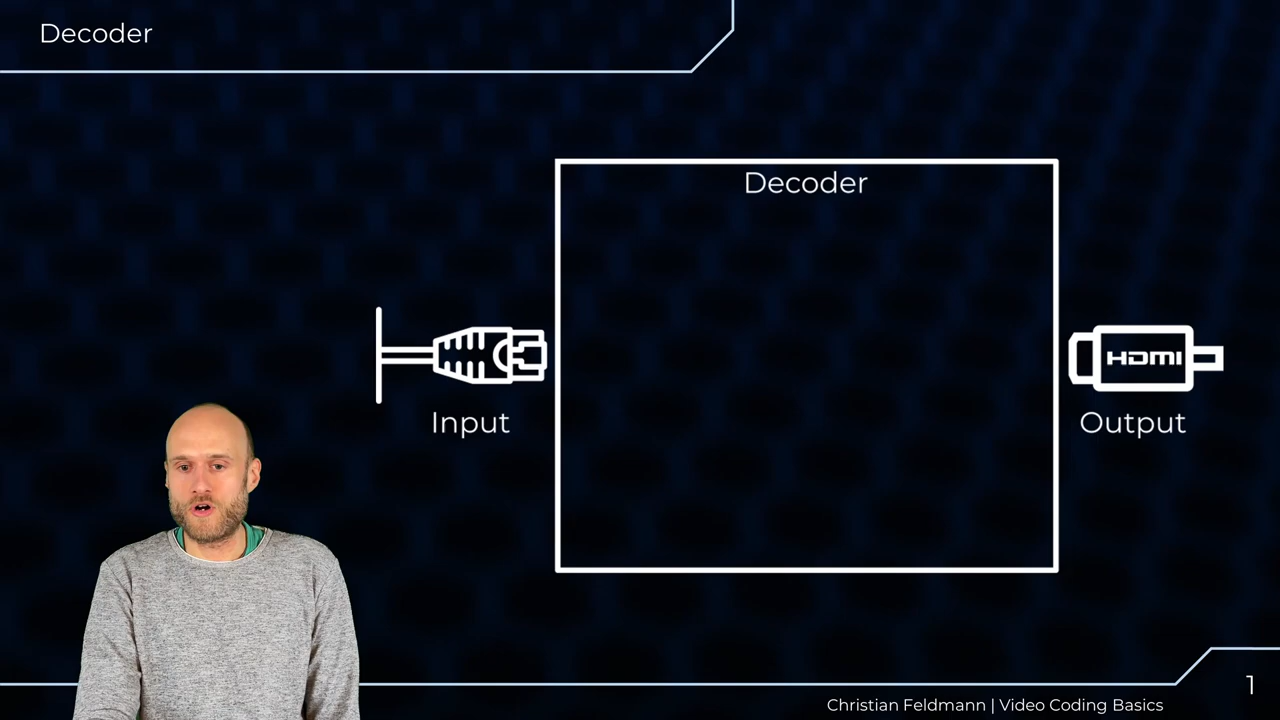 Decoder
Decoder
HDMI
Input
Output
Christian Feldmann | Video Coding Basics
1